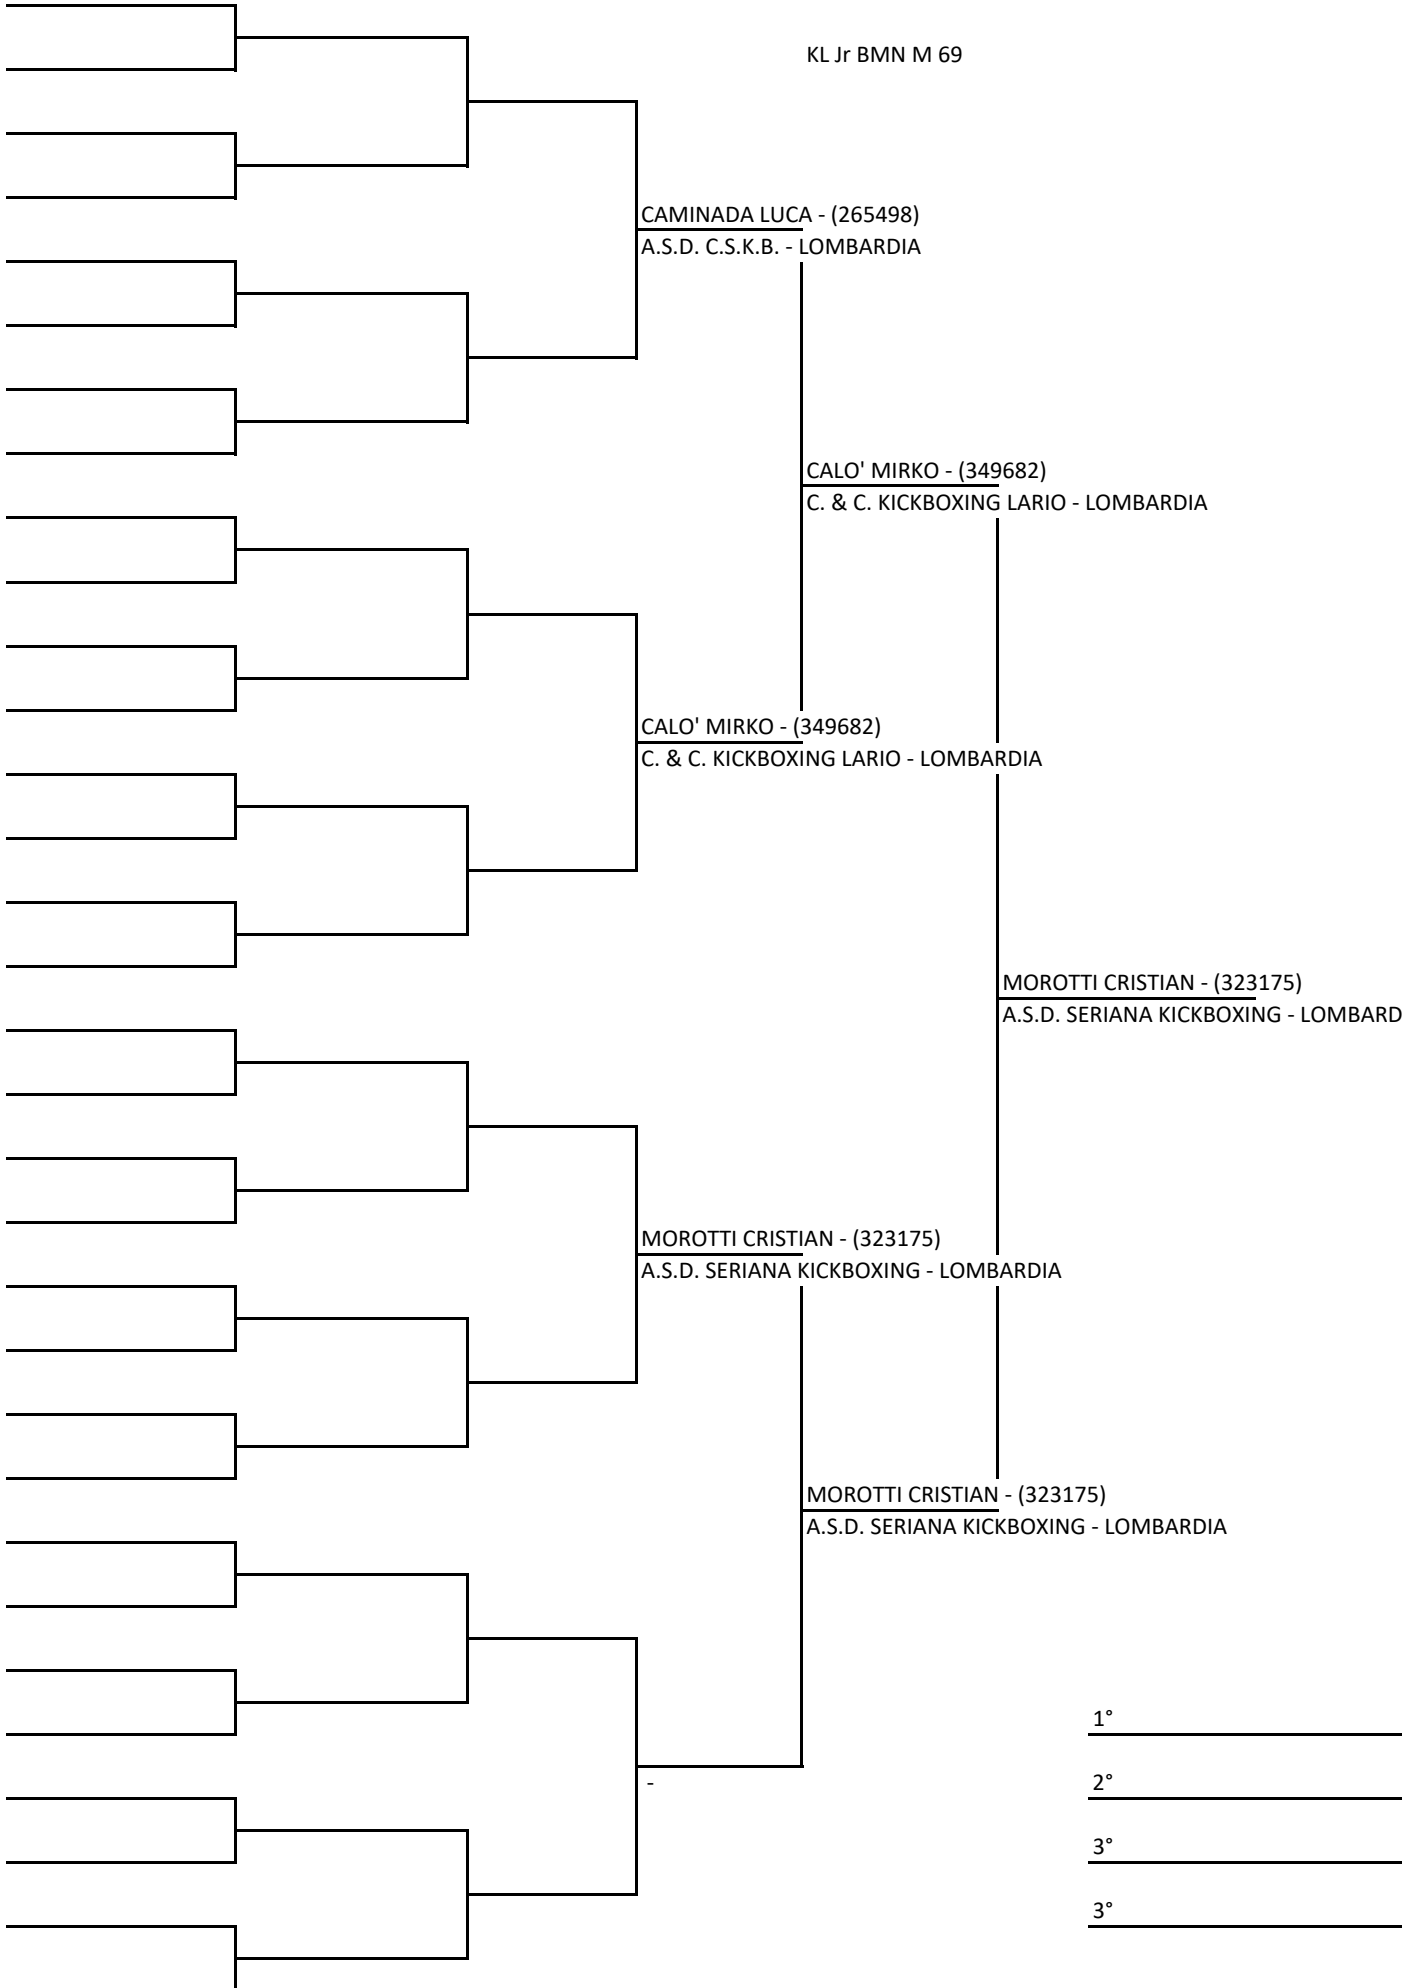 KL Jr BMN M 69
CAMINADA LUCA - (265498)
A.S.D. C.S.K.B. - LOMBARDIA
CALO' MIRKO - (349682)
C. & C. KICKBOXING LARIO - LOMBARDIA
CALO' MIRKO - (349682)
C. & C. KICKBOXING LARIO - LOMBARDIA
MOROTTI CRISTIAN - (323175)
A.S.D. SERIANA KICKBOXING - LOMBARD
MOROTTI CRISTIAN - (323175)
A.S.D. SERIANA KICKBOXING - LOMBARDIA
MOROTTI CRISTIAN - (323175)
A.S.D. SERIANA KICKBOXING - LOMBARDIA
1°
-
2°
3°
3°